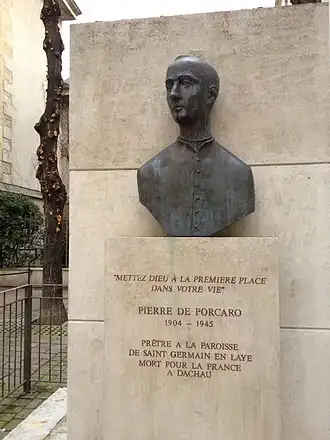 "METTEZ DIEU À LA PREMIERE PLACE
DANS VOTRE VIE"
PIERRE DE PORCARO
1904 - 1945
PRÊTRE A LA PAROISSE
DE SAINT GERMAIN EN LAYE
MORT POUR LA FRANCE
A DACHAU